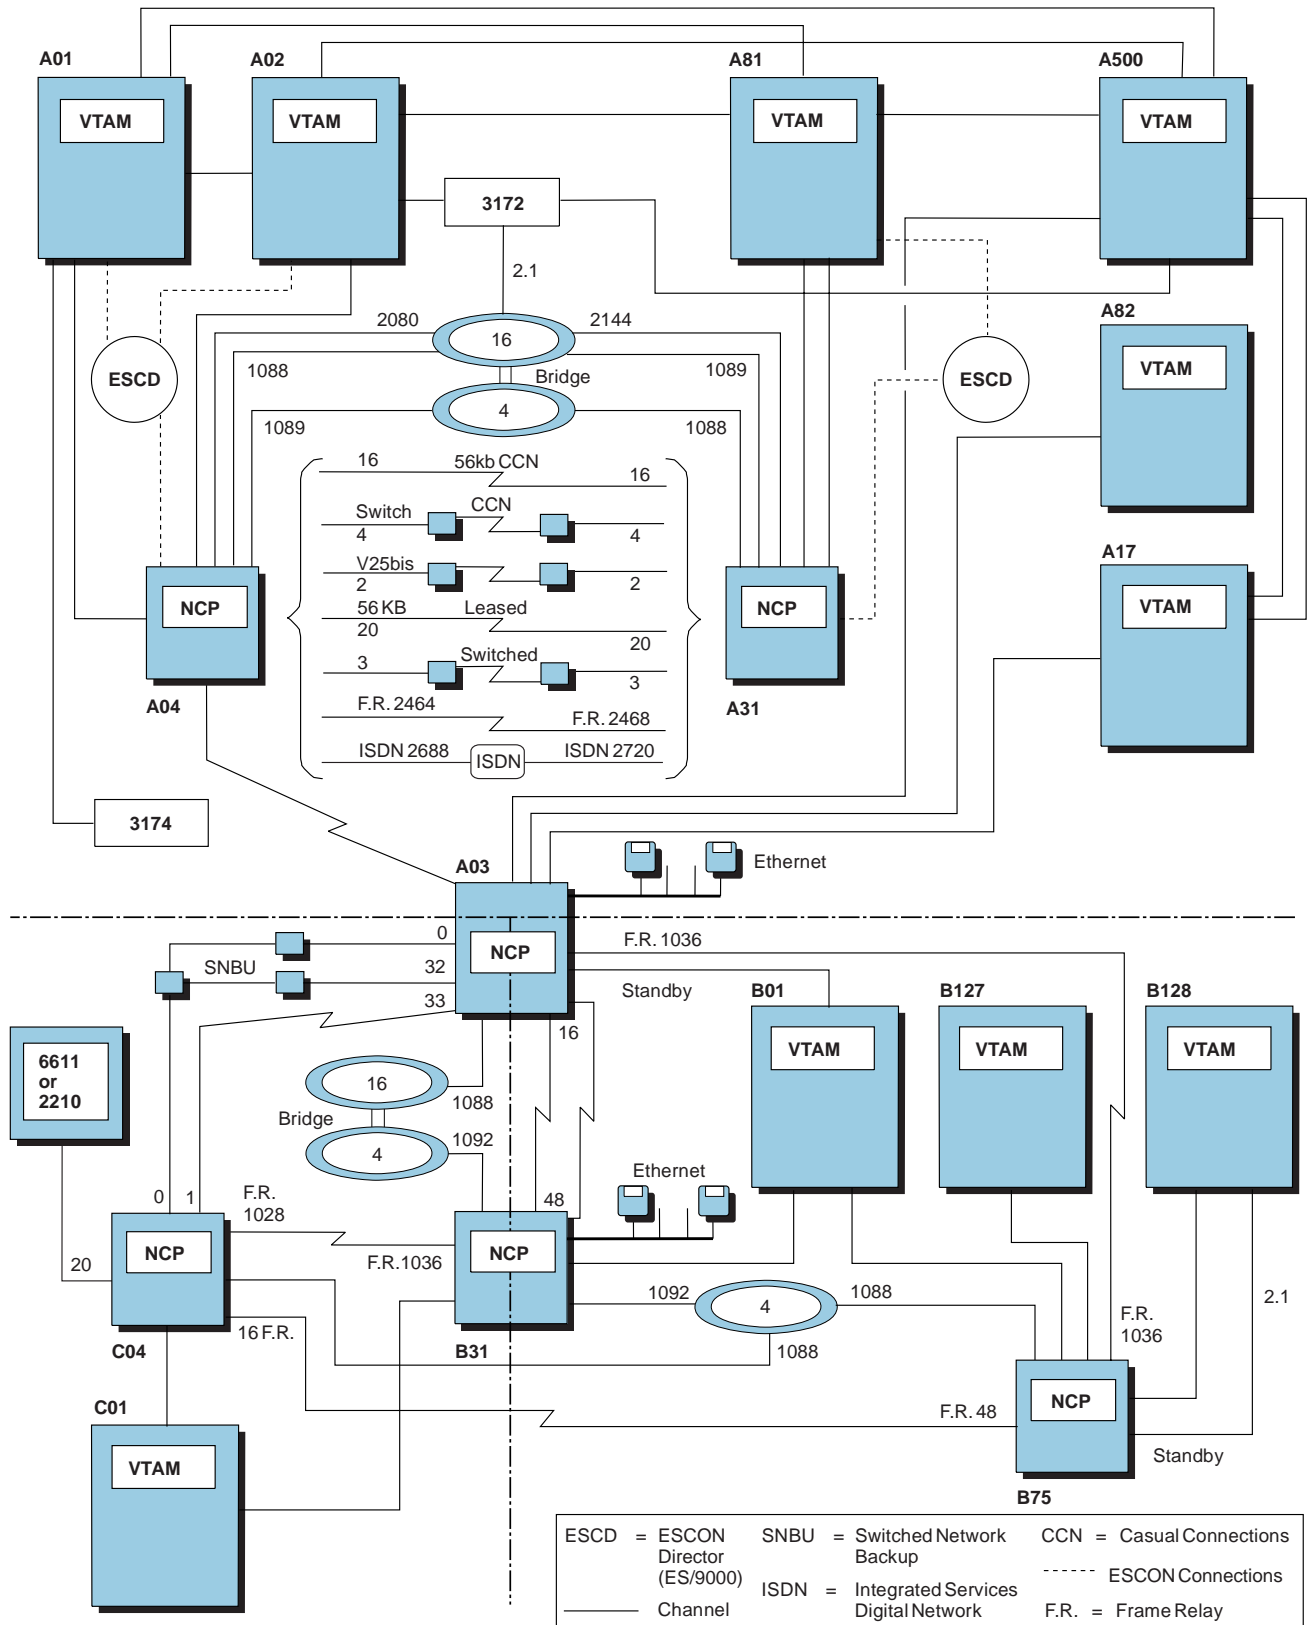 A01
A02
A81
A500
VTAM
VTAM
VTAM
VTAM
3172
2.1
2080
2144
A82
16
VTAM
ESCD
1088
Bridge
1089
ESCD
4
1089
1088
16
56kb CCN
16
Switch
CCN
4
4
A17
V25bis
2
2
NCP
56 KB
Leased
NCP
VTAM
20
20
3
Switched
3
A04
F.R. 2464
F.R. 2468
A31
ISDN 2688
ISDN
ISDN 2720
3174
A03
Ethernet
0
F.R. 1036
NCP
SNBU
32
Standby
B01
B127
B128
33
16
6611
or
2210
VTAM
VTAM
VTAM
16
1088
Bridge
1092
4
Ethernet
0
1
F.R.
1028
48
NCP
F.R.1036
NCP
20
1092
4
1088
2.1
16 F.R.
F.R.
1036
C04
B31
1088
C01
NCP
F.R. 48
VTAM
Standby
B75
ESCD = ESCON
Director
(ES/9000)
Channel
SNBU = Switched Network
Backup
ISDN = Integrated Services
Digital Network
CCN = Casual Connections
ESCON Connections
F.R. = Frame Relay